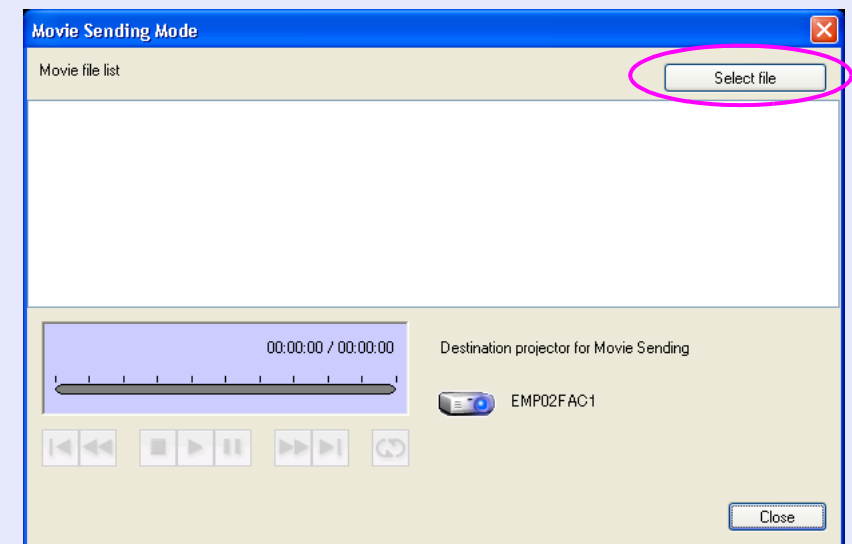 Movie Sending Mode
Movie file list
Select file
00:00:00 / 00:00:00
Destination projector for Movie Sending
EMP02FAC1
Close